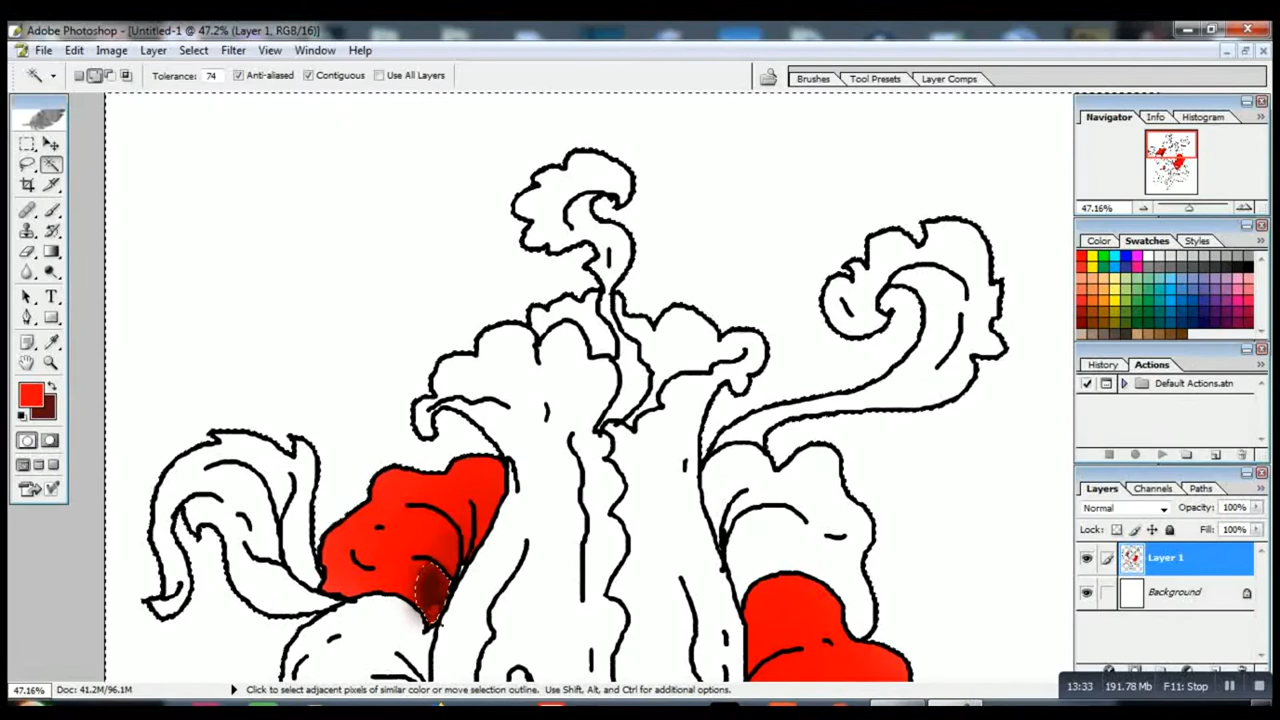 Adobe Photoshop - [Untitled-1 @ 47.2% (Layer 1, RGB/16)]
File Edit Image Layer Select Filter View Window Help
Tolerance: 74 Anti-aliased Contiguous Use All Layers Brushes Tool Presets Layer Comps
Navigator Info Histogram
47.16%
Color Swatches Styles
History Actions
Default Actions.atn
Layers Channels Paths
Normal Opacity: 100%
Lock: Fill: 100%
Layer 1
Background
47.16% Doc: 41.2M/96.1M Click to select adjacent pixels of similar color or move selection outline. Use Shift, Alt, and Ctrl for additional options.
13:33 191.78 Mb F11: Stop